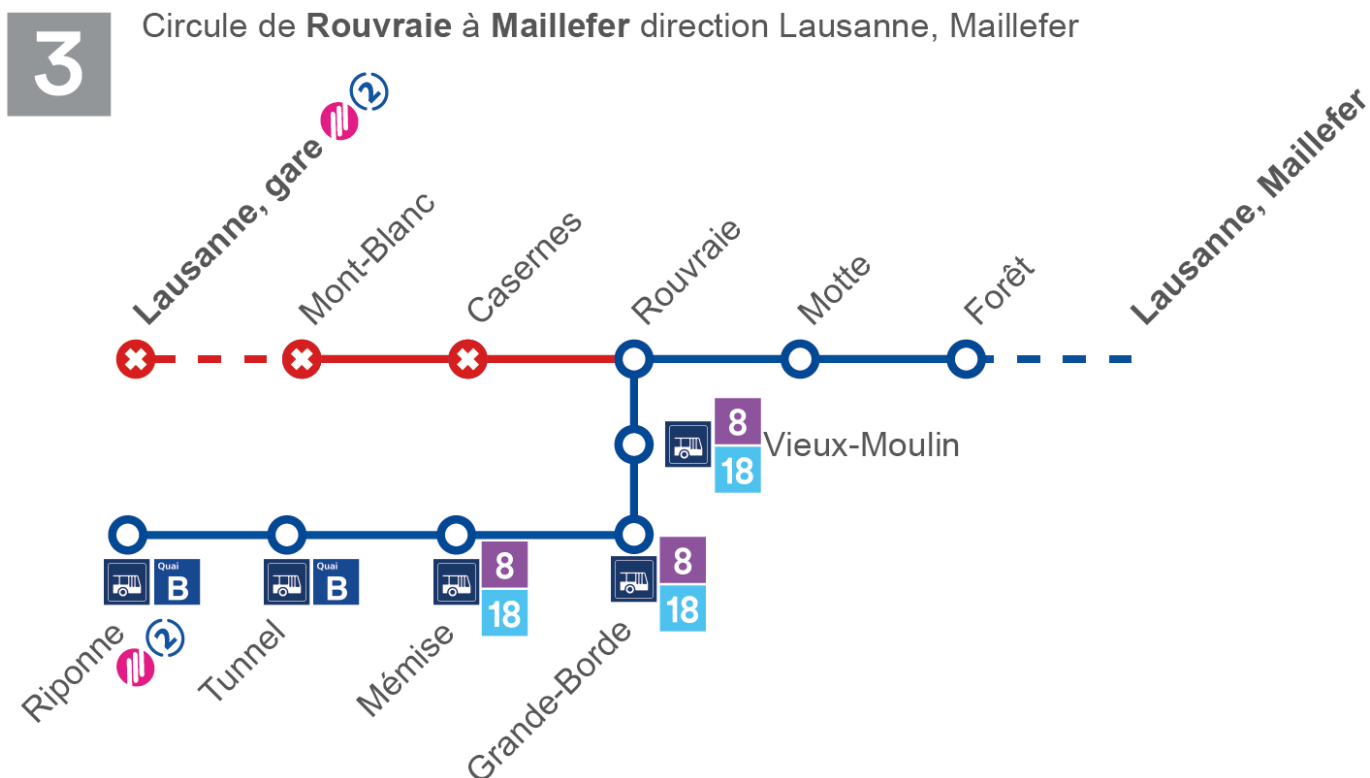 3
Circule de Rouvraie à Maillefer direction Lausanne, Maillefer
Lausanne, gare
2
Mont-Blanc
Casernes
Rouvraie
Motte
Forêt
Lausanne, Maillefer
8
18
Vieux-Moulin
Quai
B
Riponne
2
Quai
B
Tunnel
8
18
Mémise
8
18
Grande-Borde